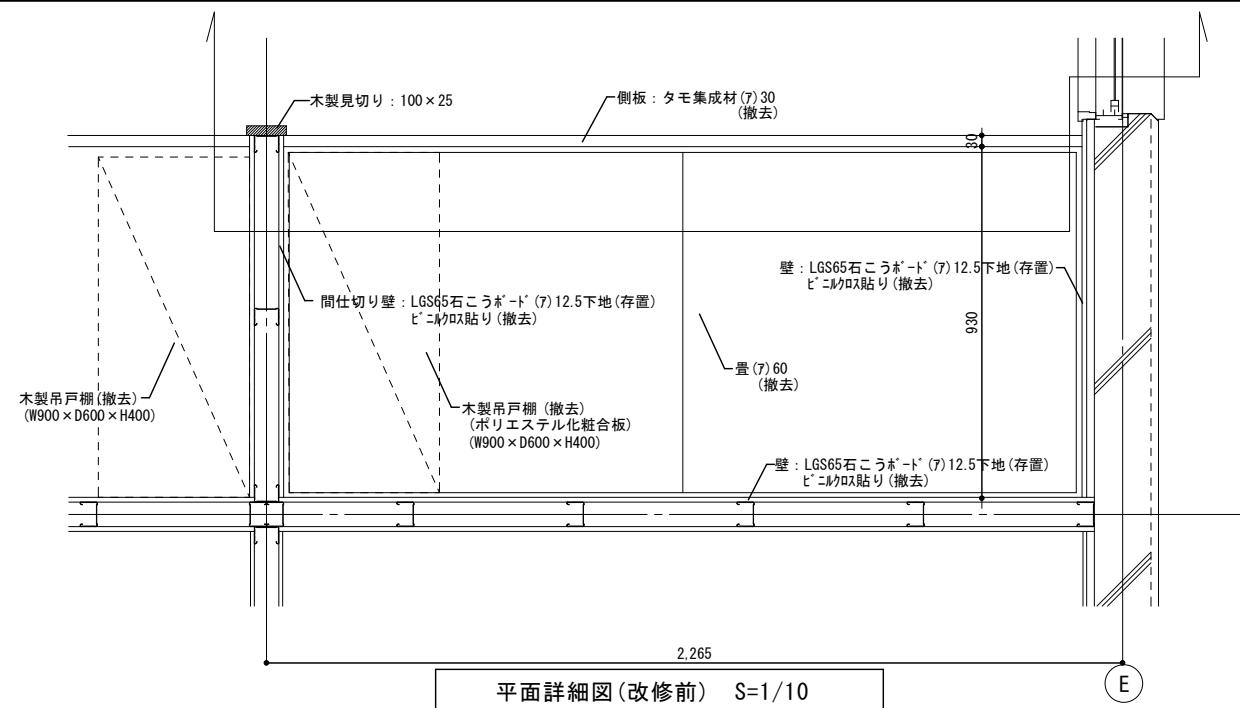 木製見切り：100×25
側板：タモ集成材(ｱ)30
(撤去)
30
壁：LGS65石こうﾎﾞｰﾄﾞ(ｱ)12.5下地(存置)
ﾋﾞﾆﾙｸﾛｽ貼り(撤去)
間仕切り壁：LGS65石こうﾎﾞｰﾄﾞ(ｱ)12.5下地(存置)
ﾋﾞﾆﾙｸﾛｽ貼り(撤去)
930
畳(ｱ)60
(撤去)
木製吊戸棚(撤去)
(W900×D600×H400)
木製吊戸棚(撤去)
(ポリエステル化粧合板)
(W900×D600×H400)
壁：LGS65石こうﾎﾞｰﾄﾞ(ｱ)12.5下地(存置)
ﾋﾞﾆﾙｸﾛｽ貼り(撤去)
2,265
平面詳細図(改修前) S=1/10
E